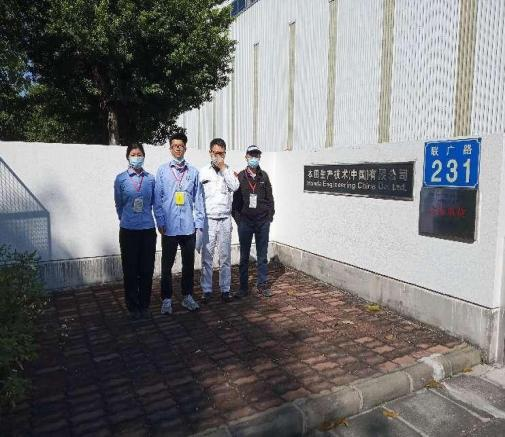 本田生产技术(中国)有限公司
Honda Engineering China Co., Ltd.
联广路
231